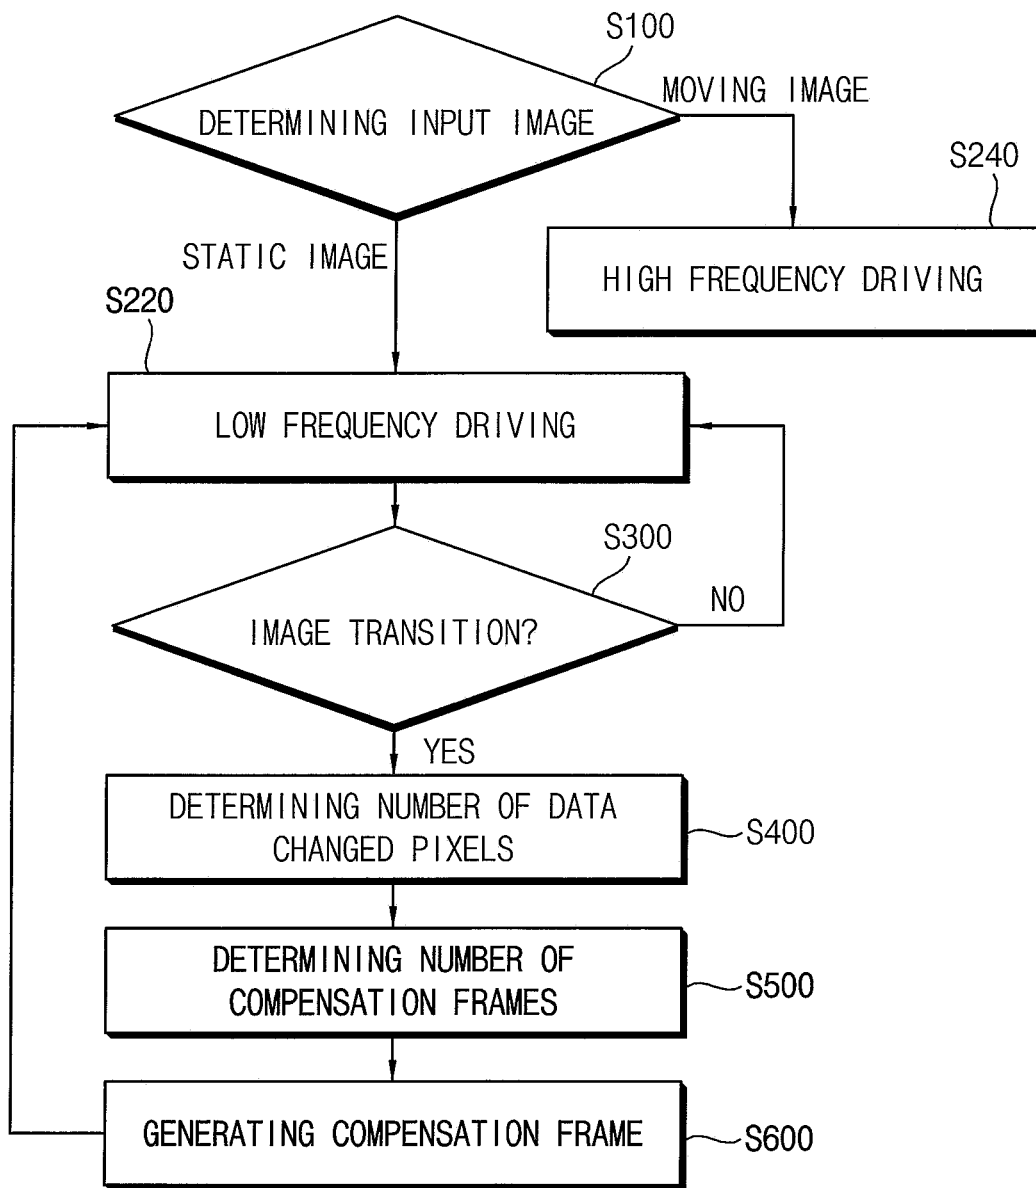 S100
DETERMINING INPUT IMAGE
MOVING IMAGE
S240
HIGH FREQUENCY DRIVING
STATIC IMAGE
S220
LOW FREQUENCY DRIVING
S300
IMAGE TRANSITION?
NO
YES
DETERMINING NUMBER OF DATA
CHANGED PIXELS
S400
DETERMINING NUMBER OF
COMPENSATION FRAMES
S500
GENERATING COMPENSATION FRAME
S600